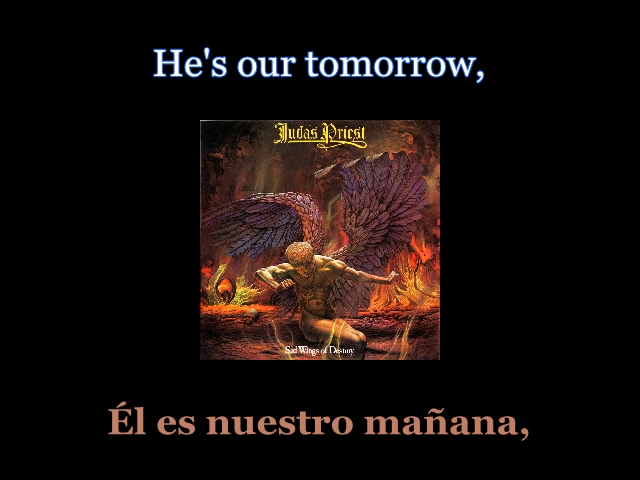 He's our tomorrow,
Judas Priest
Sad Wings of Destiny
Él es nuestro mañana,